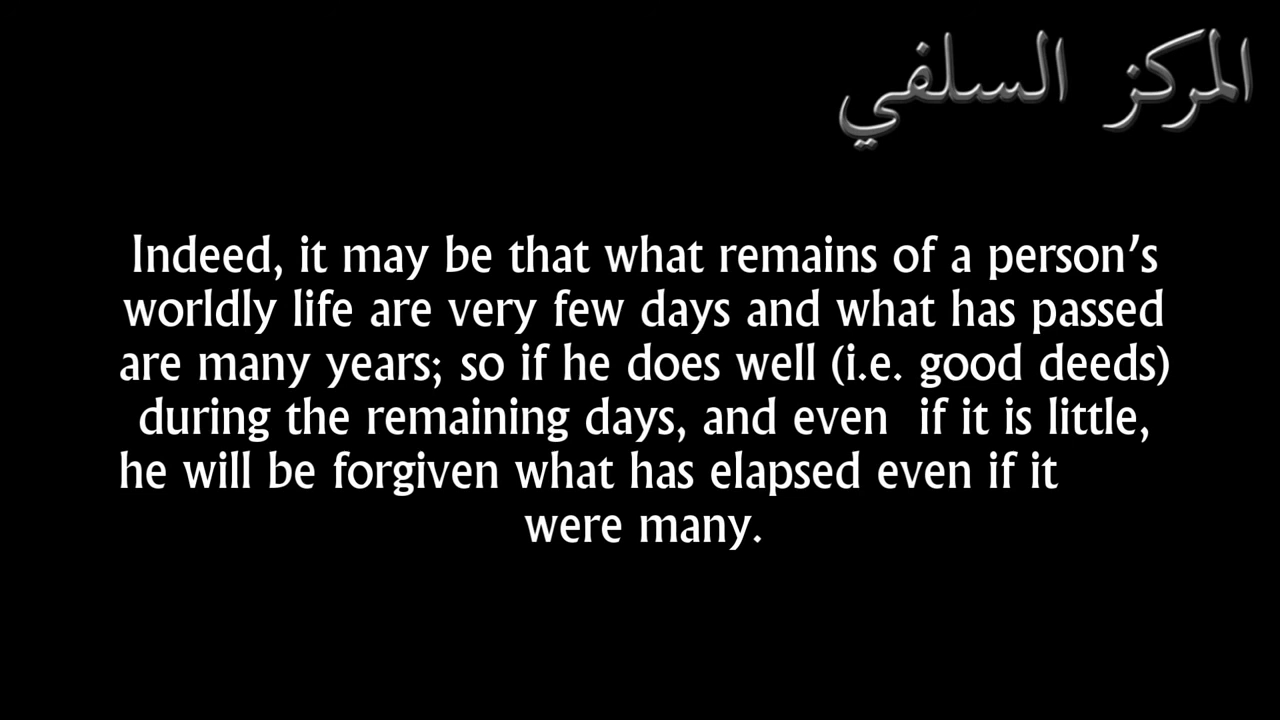 المركز السلفي
Indeed, it may be that what remains of a person's
worldly life are very few days and what has passed
are many years; so if he does well (i.e. good deeds)
during the remaining days, and even if it is little,
he will be forgiven what has elapsed even if it
were many.